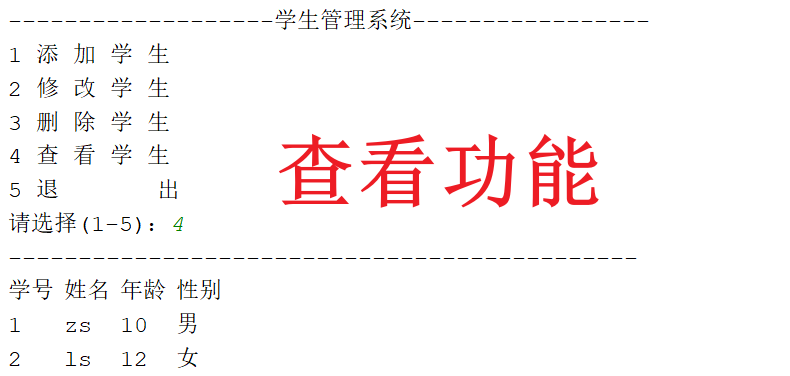 -------------------学生管理系统-----------------
1 添 加 学 生
2 修 改 学 生
3 删 除 学 生
4 查 看 学 生
5 退      出
请选择(1-5)：4
查看功能
---------------------------------------------
学号 姓名 年龄 性别
1   zs  10  男
2   ls  12  女